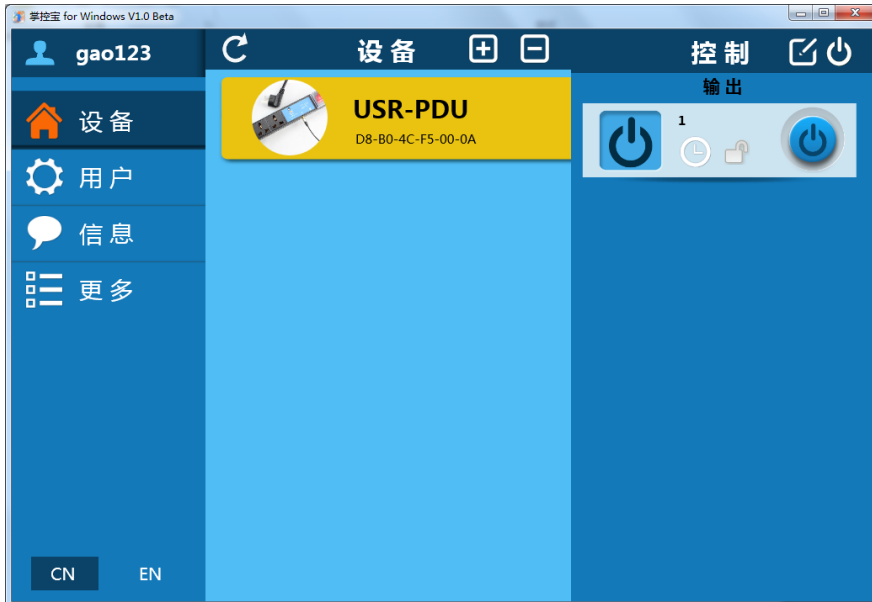 掌控宝 for Windows V1.0 Beta
gao123
设备
用户
信息
更多
CN EN
设备
USR-PDU
D8-B0-4C-F5-00-0A
控制
输出
1